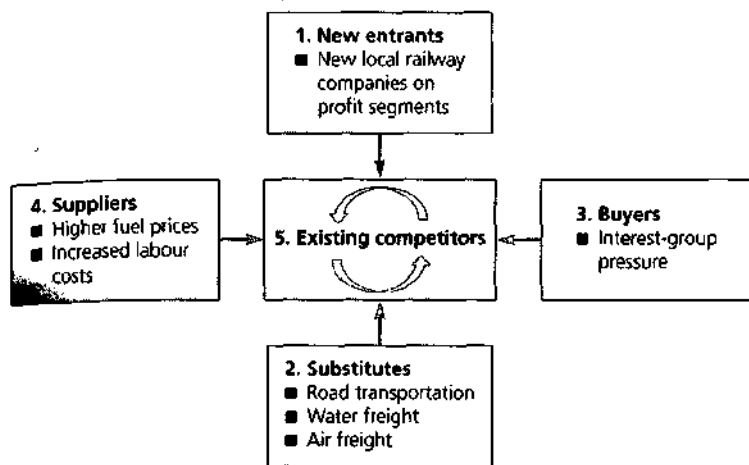 1. New entrants
■ New local railway
companies on
profit segments
4. Suppliers
■ Higher fuel prices
■ Increased labour
costs
5. Existing competitors
3. Buyers
■ Interest-group
pressure
2. Substitutes
■ Road transportation
■ Water freight
■ Air freight